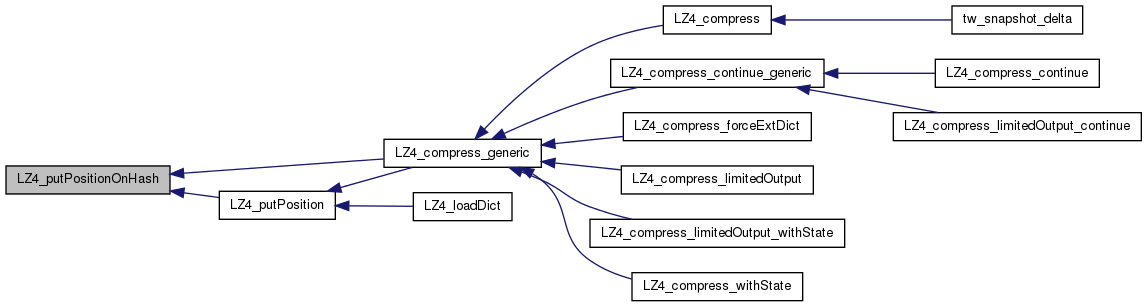 LZ4_compress
tw_snapshot_delta
LZ4_compress_continue_generic
LZ4_compress_continue
LZ4_compress_forceExtDict
LZ4_compress_limitedOutput_continue
LZ4_compress_generic
LZ4_putPositionOnHash
LZ4_compress_limitedOutput
LZ4_putPosition
LZ4_loadDict
LZ4_compress_limitedOutput_withState
LZ4_compress_withState